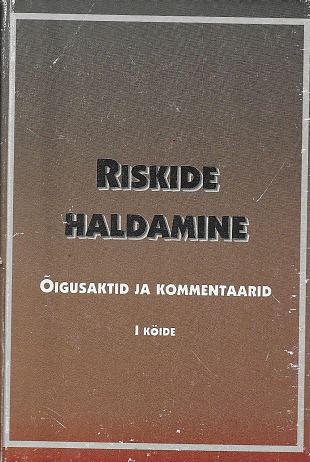 RISKIDE
HALDAMINE
ÕIGUSAKTID JA KOMMENTAARID
I KÖIDE